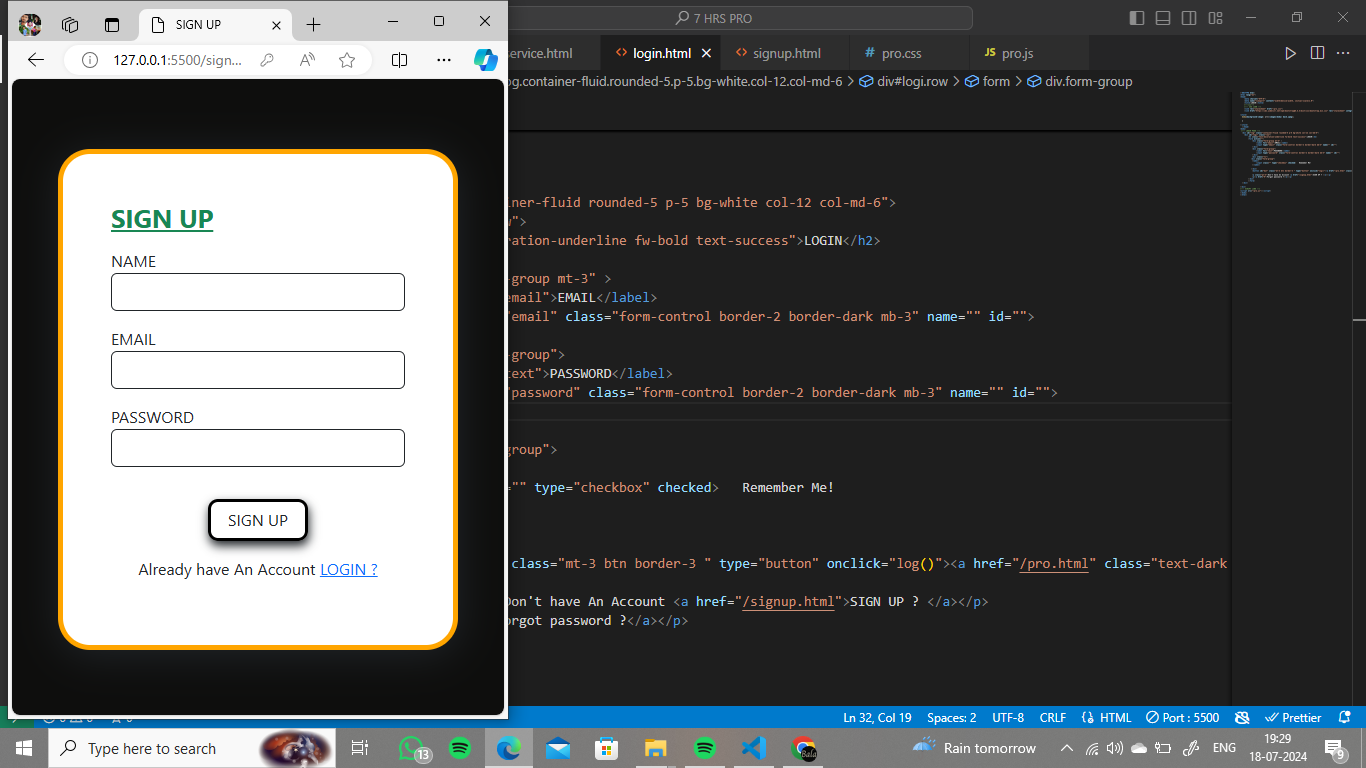 SIGN UP
127.0.0.1:5500/sign...
SIGN UP
NAME
EMAIL
PASSWORD
SIGN UP
Already have An Account LOGIN ?
7 HRS PRO
ervice.html
login.html
signup.html
# pro.css
JS pro.js
og.container-fluid.rounded-5.p-5.bg-white.col-12.col-md-6 > div#logi.row > form > div.form-group
iner-fluid rounded-5 p-5 bg-white col-12 col-md-6">
">
ration-underline fw-bold text-success">LOGIN</h2>
-group mt-3" >
email">EMAIL</label>
"email" class="form-control border-2 border-dark mb-3" name="" id="">
-group">
text">PASSWORD</label>
"password" class="form-control border-2 border-dark mb-3" name="" id="">
group">
="" type="checkbox" checked>   Remember Me!
class="mt-3 btn border-3 " type="button" onclick="log()"><a href="/pro.html" class="text-dark
Don't have An Account <a href="/signup.html">SIGN UP ? </a></p>
orgot password ?</a></p>
Ln 32, Col 19
Spaces: 2
UTF-8
CRLF
HTML
Port : 5500
Prettier
Type here to search
13
Bala
Rain tomorrow
ENG
19:29
18-07-2024
9